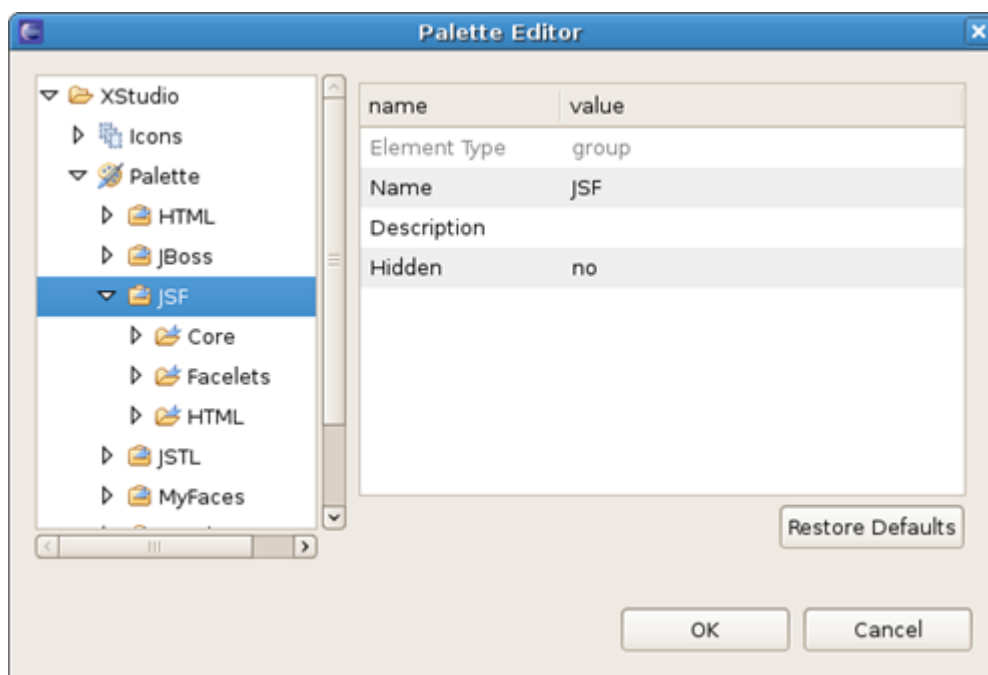 Palette Editor
XStudio
Icons
Palette
HTML
JBoss
JSF
Core
Facelets
HTML
JSTL
MyFaces
name value
Element Type group
Name JSF
Description
Hidden no
Restore Defaults
OK Cancel